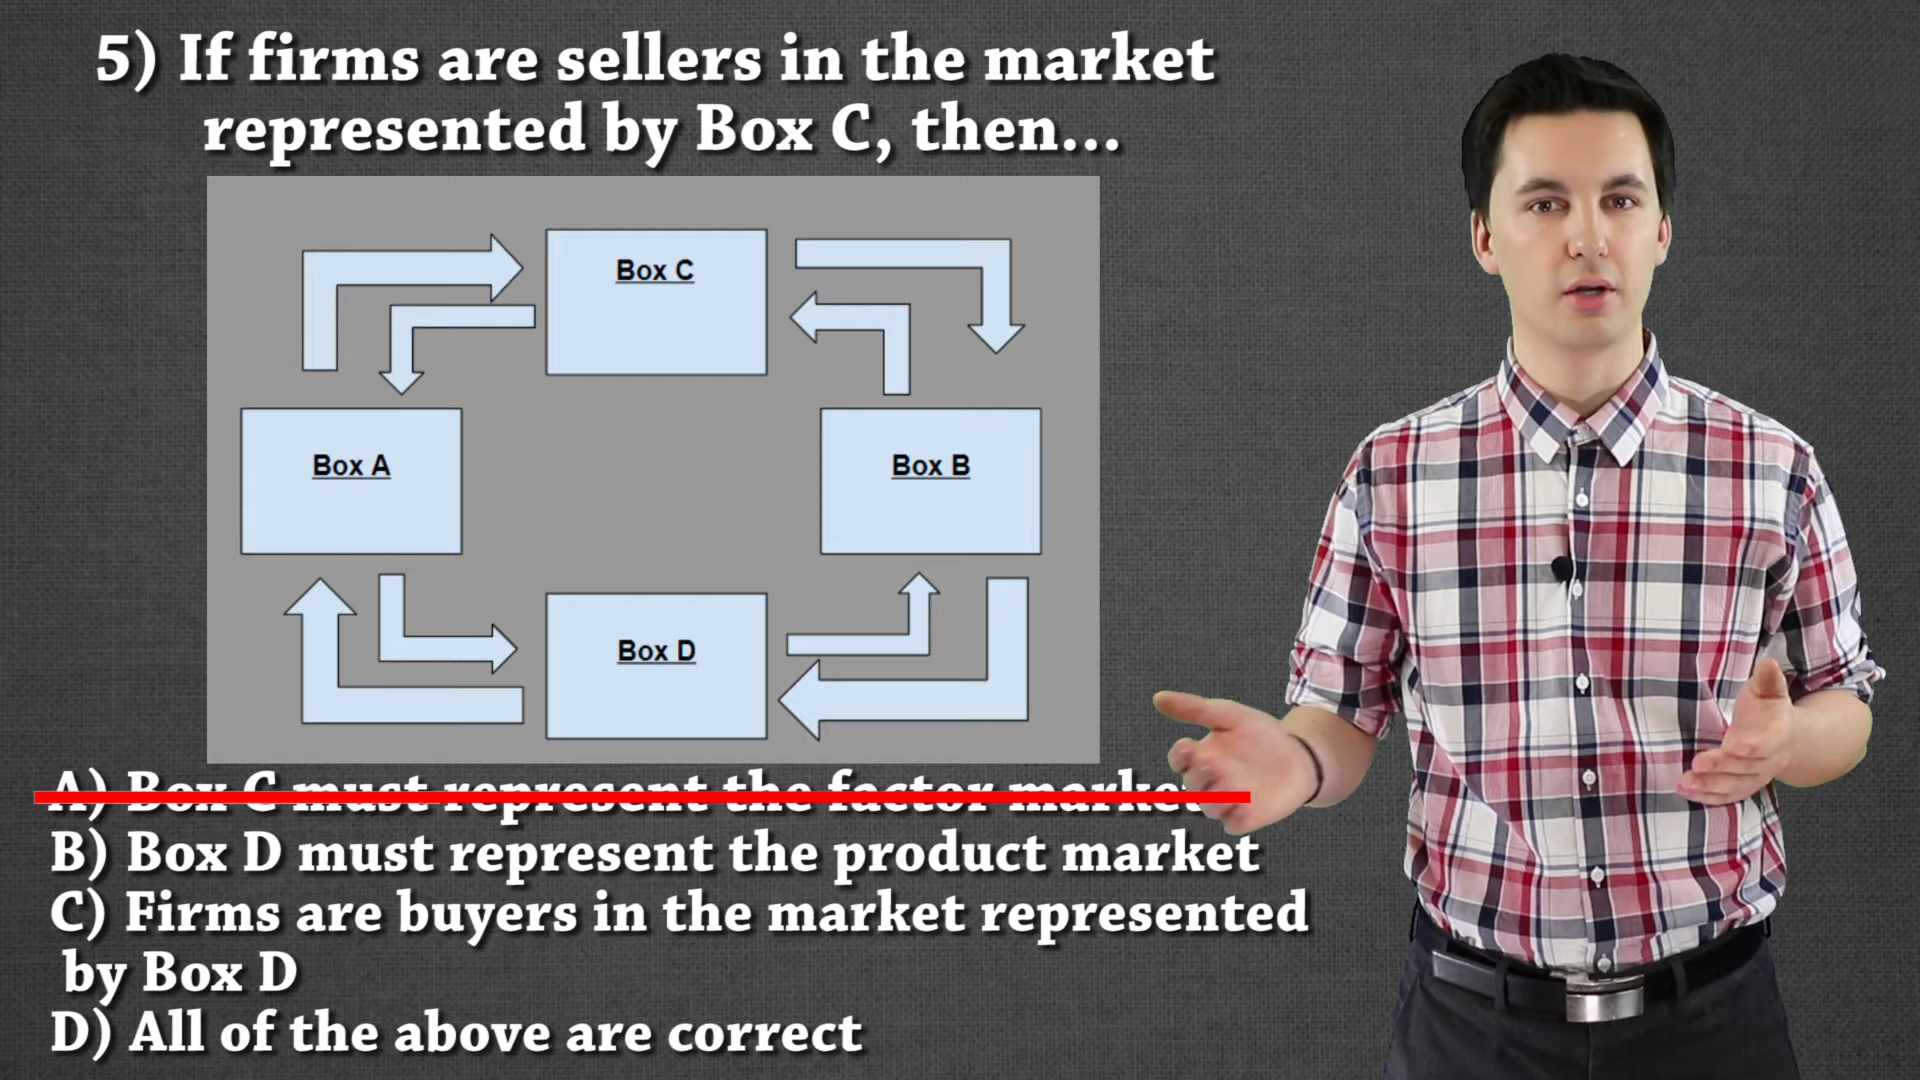 5) If firms are sellers in the market
represented by Box C, then...
Box C
Box A
Box B
Box D
A) Box C must represent the factor market
B) Box D must represent the product market
C) Firms are buyers in the market represented
by Box D
D) All of the above are correct